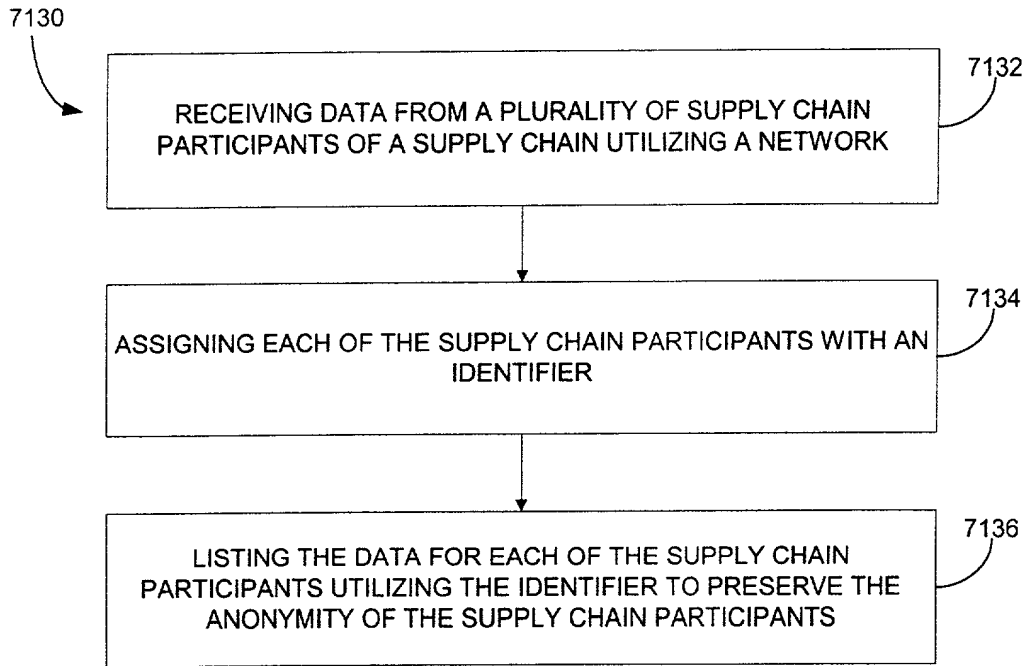 7130
7132
RECEIVING DATA FROM A PLURALITY OF SUPPLY CHAIN
PARTICIPANTS OF A SUPPLY CHAIN UTILIZING A NETWORK
7134
ASSIGNING EACH OF THE SUPPLY CHAIN PARTICIPANTS WITH AN
IDENTIFIER
7136
LISTING THE DATA FOR EACH OF THE SUPPLY CHAIN
PARTICIPANTS UTILIZING THE IDENTIFIER TO PRESERVE THE
ANONYMITY OF THE SUPPLY CHAIN PARTICIPANTS